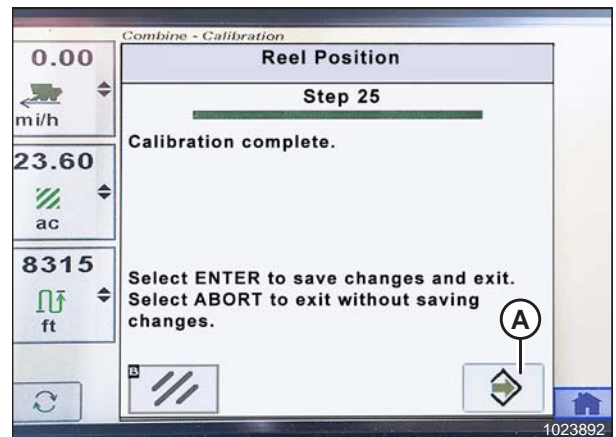 Combine - Calibration
Reel Position
Step 25
Calibration complete.
Select ENTER to save changes and exit.
Select ABORT to exit without saving
changes.
0.00
mi/h
23.60
ac
8315
ft
B
A
1023892